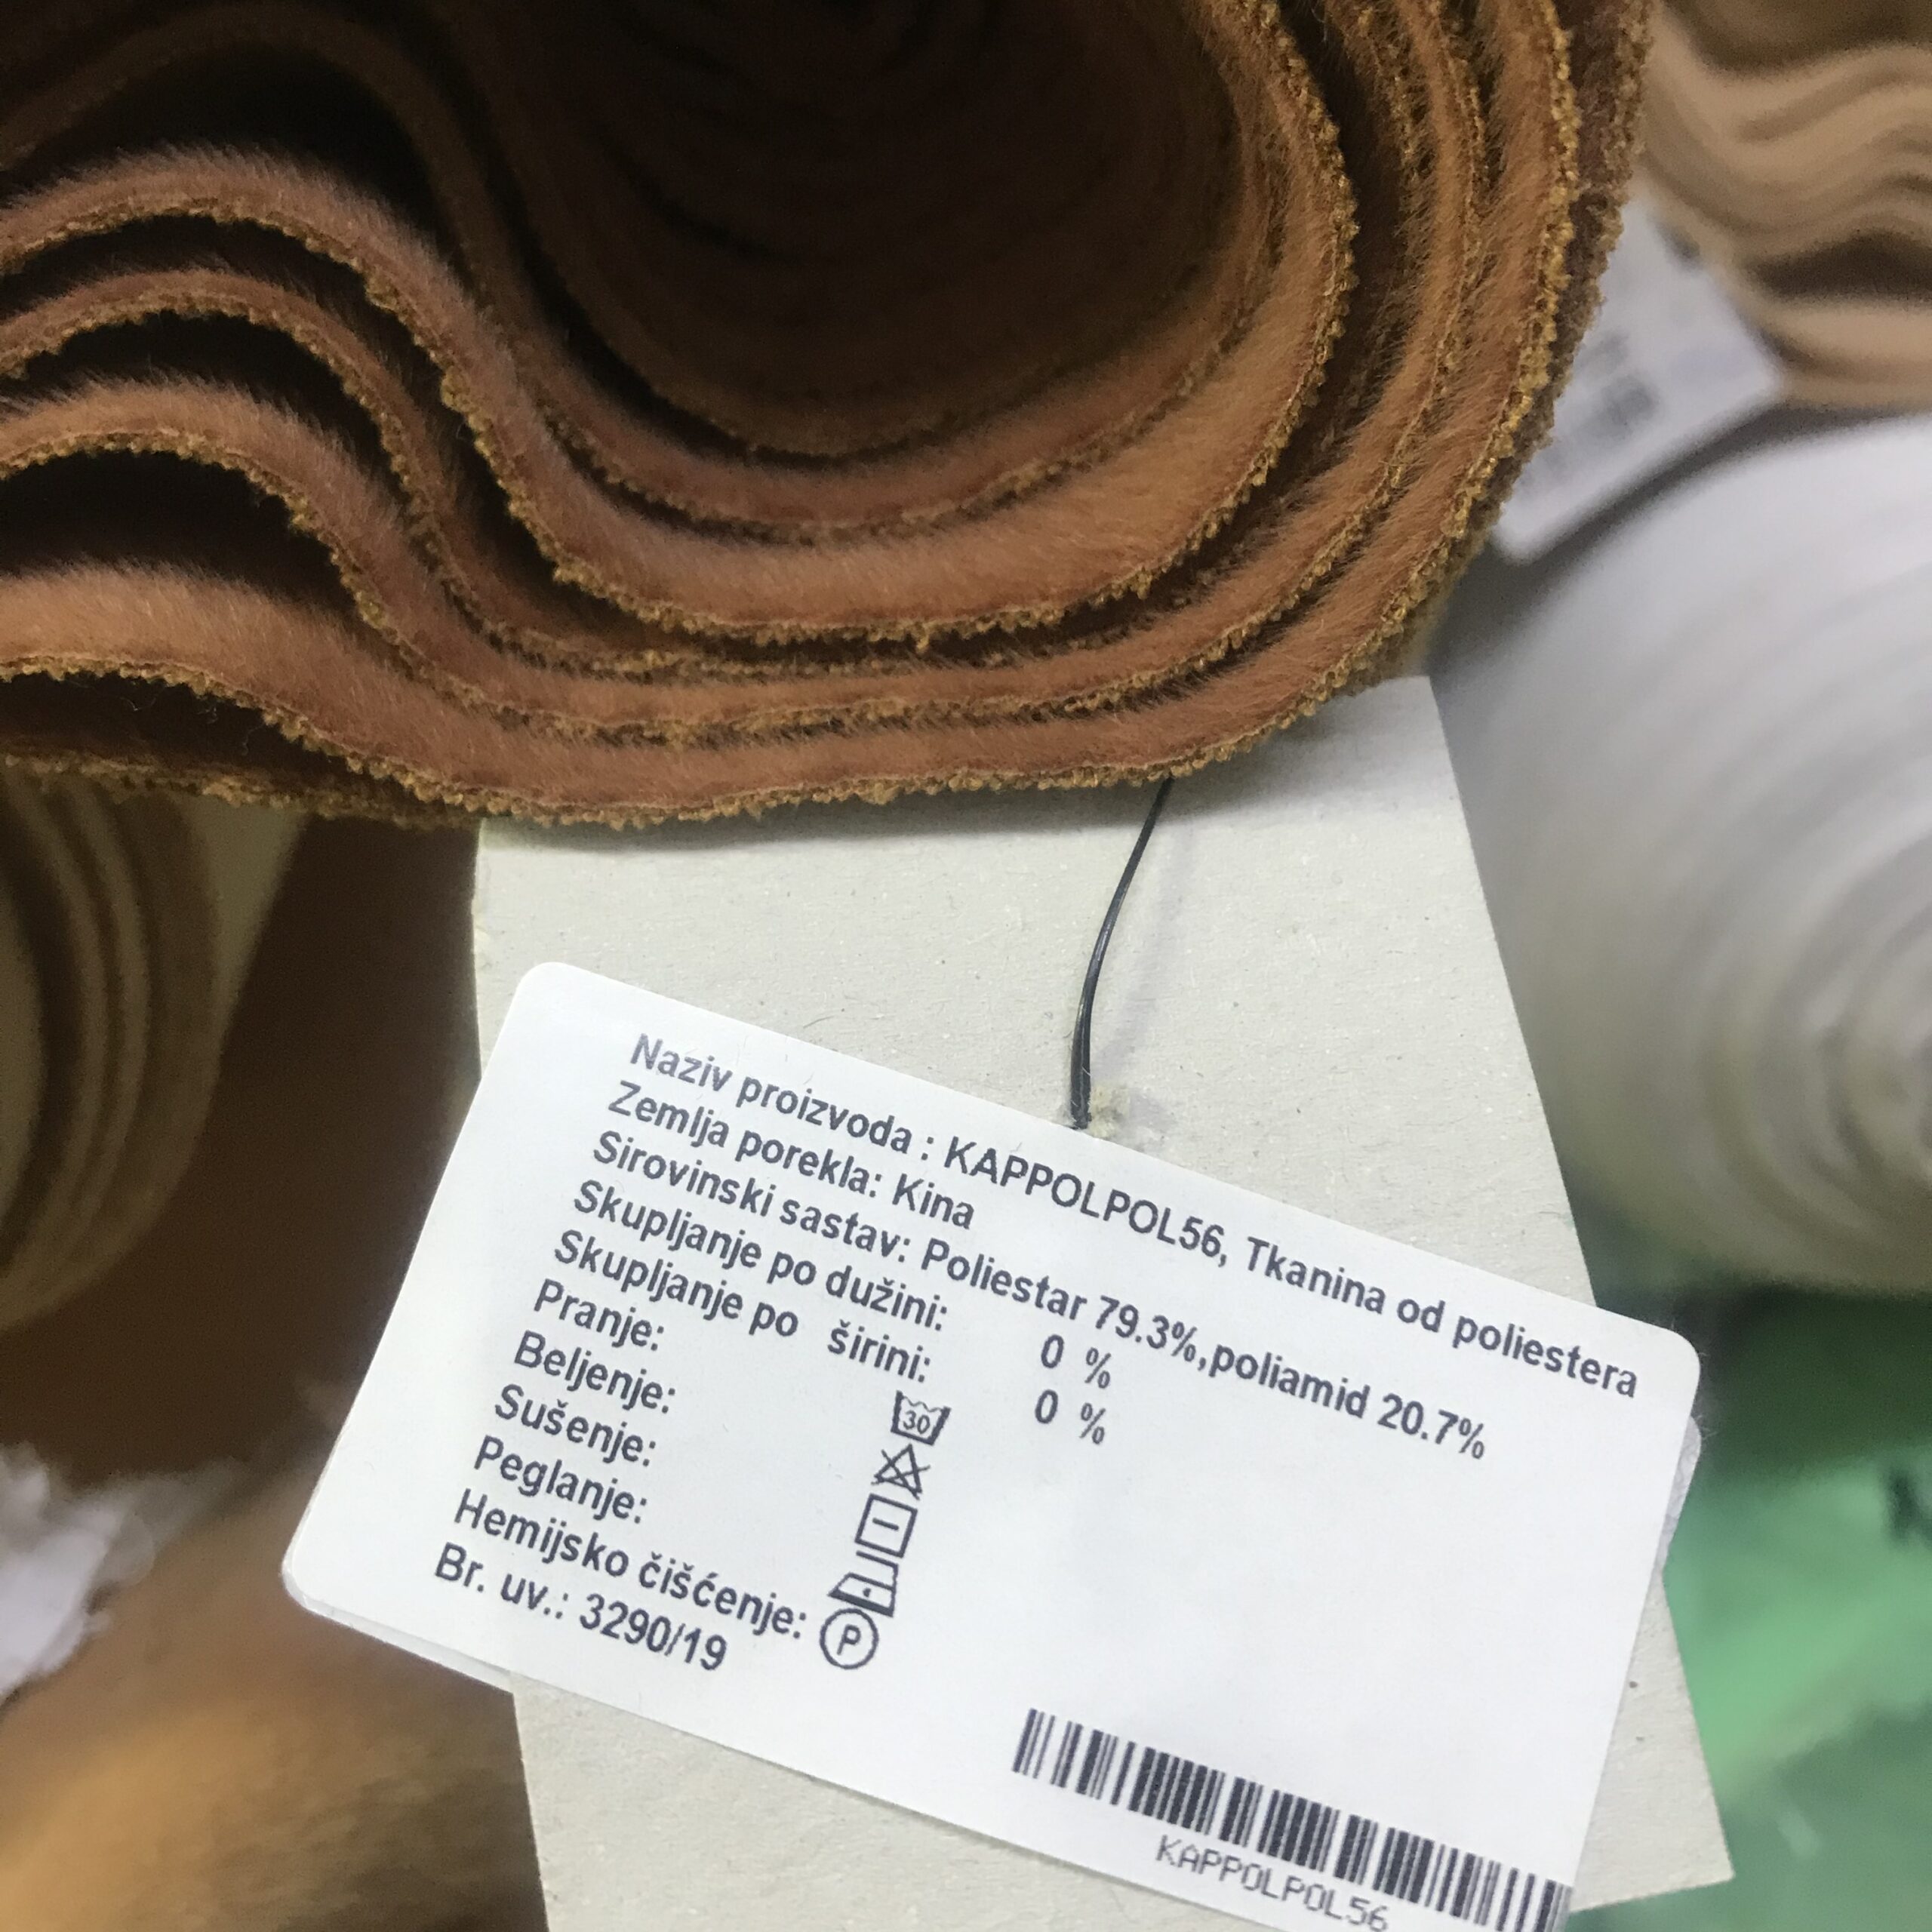 Naziv proizvoda : KAPPOLPOL56, Tkanina od poliestera
Zemlja porekla: Kina
Sirovinski sastav: Poliestar 79.3%,poliamid 20.7%
Skupljanje po dužini: 0 %
Skupljanje po širini: 0 %
Pranje: 30
Beljenje:
Sušenje:
Peglanje:
Hemijsko čišćenje: P
Br. uv.: 3290/19
KAPPOLPOL56